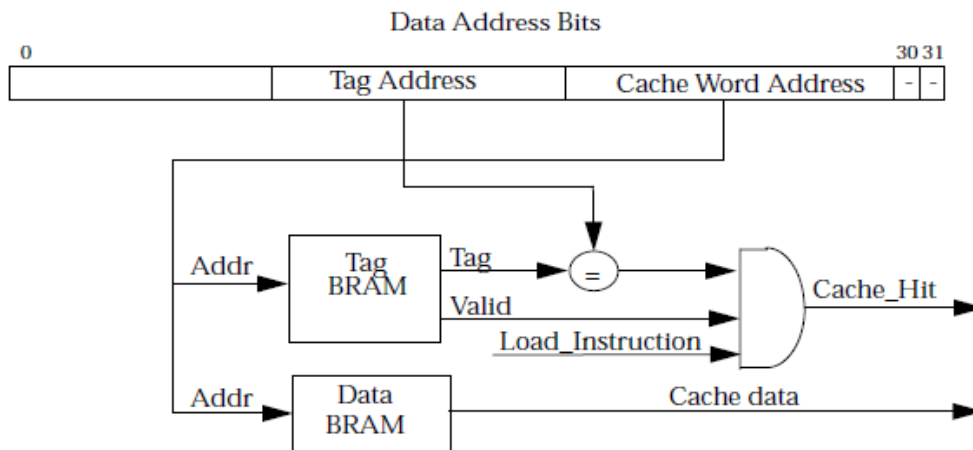 Data Address Bits
0
30 31
Tag Address
Cache Word Address
-
-
Addr
Tag
BRAM
Tag
=
Valid
Load_Instruction
Cache_Hit
Addr
Data
BRAM
Cache data